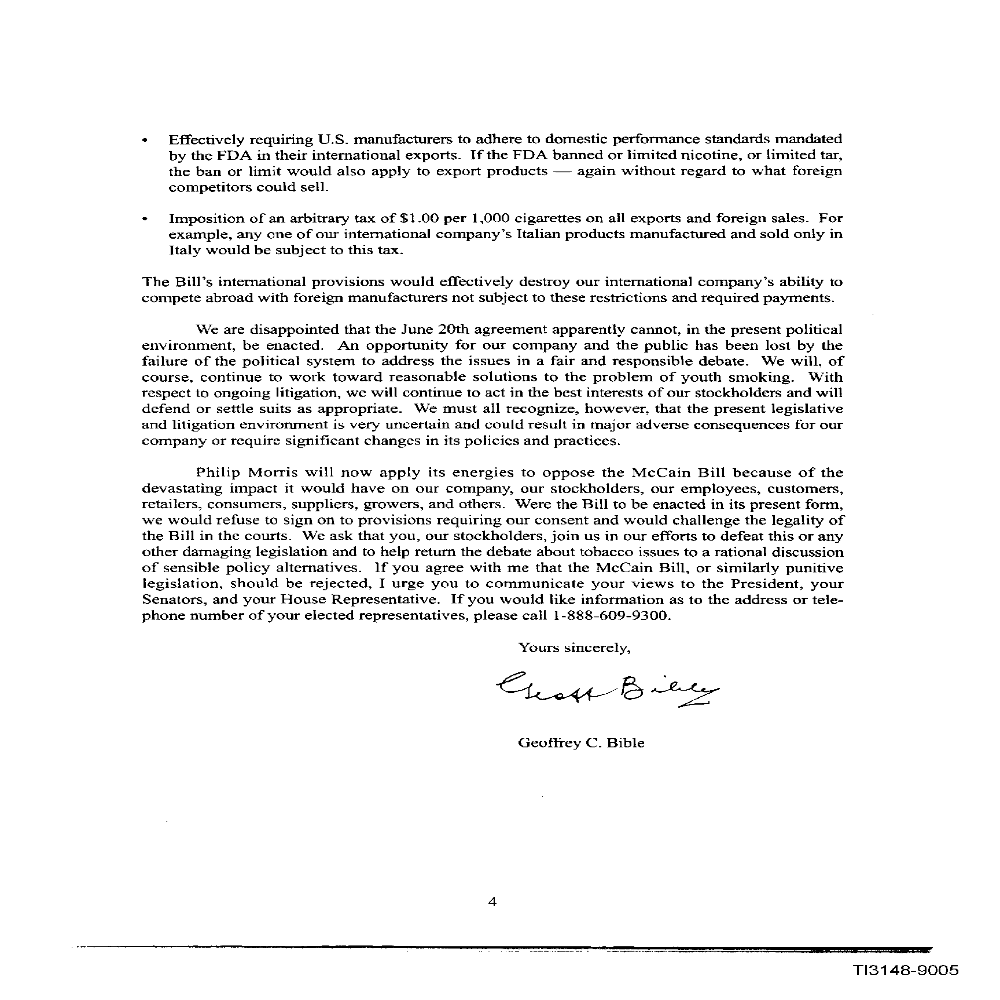 • Effectively requiring U.S. manufacturers to adhere to domestic performance standards mandated
by the FDA in their international exports. If the FDA banned or limited nicotine, or limited tar,
the ban or limit would also apply to export products — again without regard to what foreign
competitors could sell.
• Imposition of an arbitrary tax of $1.00 per 1,000 cigarettes on all exports and foreign sales. For
example, any one of our international company's Italian products manufactured and sold only in
Italy would be subject to this tax.
The Bill's international provisions would effectively destroy our international company's ability to
compete abroad with foreign manufacturers not subject to these restrictions and required payments.
We are disappointed that the June 20th agreement apparently cannot, in the present political
environment, be enacted. An opportunity for our company and the public has been lost by the
failure of the political system to address the issues in a fair and responsible debate. We will, of
course, continue to work toward reasonable solutions to the problem of youth smoking. With
respect to ongoing litigation, we will continue to act in the best interests of our stockholders and will
defend or settle suits as appropriate. We must all recognize, however, that the present legislative
and litigation environment is very uncertain and could result in major adverse consequences for our
company or require significant changes in its policies and practices.
Philip Morris will now apply its energies to oppose the McCain Bill because of the
devastating impact it would have on our company, our stockholders, our employees, customers,
retailers, consumers, suppliers, growers, and others. Were the Bill to be enacted in its present form,
we would refuse to sign on to provisions requiring our consent and would challenge the legality of
the Bill in the courts. We ask that you, our stockholders, join us in our efforts to defeat this or any
other damaging legislation and to help return the debate about tobacco issues to a rational discussion
of sensible policy alternatives. If you agree with me that the McCain Bill, or similarly punitive
legislation, should be rejected, I urge you to communicate your views to the President, your
Senators, and your House Representative. If you would like information as to the address or tele-
phone number of your elected representatives, please call 1-888-609-9300.
Yours sincerely,
Geoff Bible
Geoffrey C. Bible
4
TI3148-9005